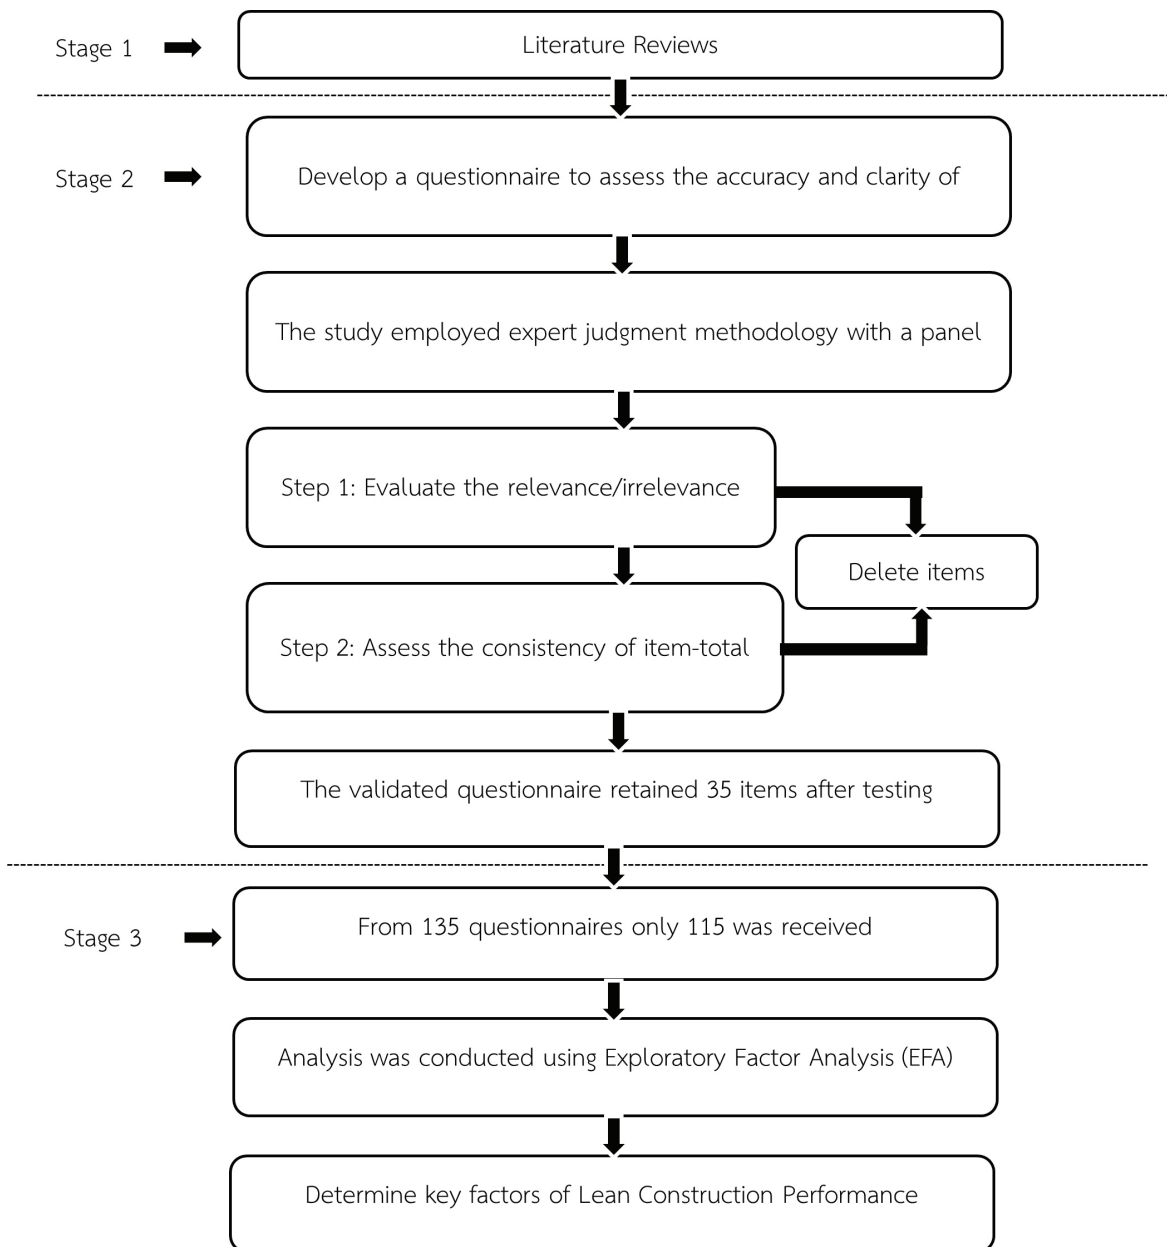 Stage 1
Literature Reviews
Stage 2
Develop a questionnaire to assess the accuracy and clarity of
The study employed expert judgment methodology with a panel
Step 1: Evaluate the relevance/irrelevance
Delete items
Step 2: Assess the consistency of item-total
The validated questionnaire retained 35 items after testing
Stage 3
From 135 questionnaires only 115 was received
Analysis was conducted using Exploratory Factor Analysis (EFA)
Determine key factors of Lean Construction Performance